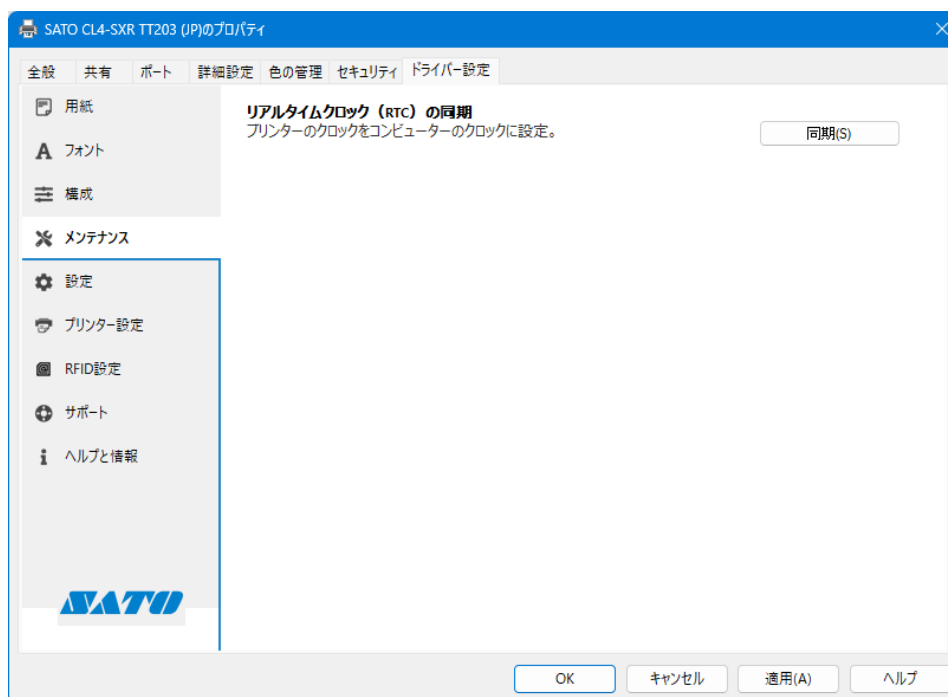 SATO CL4-SXR TT203 (JP)のプロパティ
全般 共有 ポート 詳細設定 色の管理 セキュリティ ドライバー設定
用紙
フォント
構成
メンテナンス
設定
プリンター設定
RFID設定
サポート
ヘルプと情報
SATO
リアルタイムクロック（RTC）の同期
プリンターのクロックをコンピューターのクロックに設定。
同期(S)
OK キャンセル 適用(A) ヘルプ